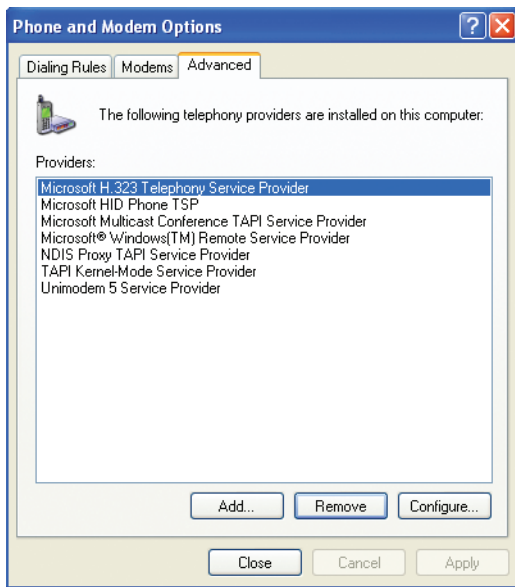 Phone and Modem Options
Dialing Rules Modems Advanced
The following telephony providers are installed on this computer:
Providers:
Microsoft H.323 Telephony Service Provider
Microsoft HID Phone TSP
Microsoft Multicast Conference TAPI Service Provider
Microsoft® Windows(TM) Remote Service Provider
NDIS Proxy TAPI Service Provider
TAPI Kernel-Mode Service Provider
Unimodem 5 Service Provider
Add... Remove Configure...
Close Cancel Apply